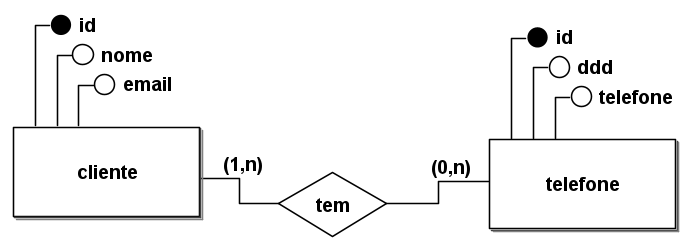 id
nome
email
cliente
(1,n)
tem
(0,n)
id
ddd
telefone
telefone